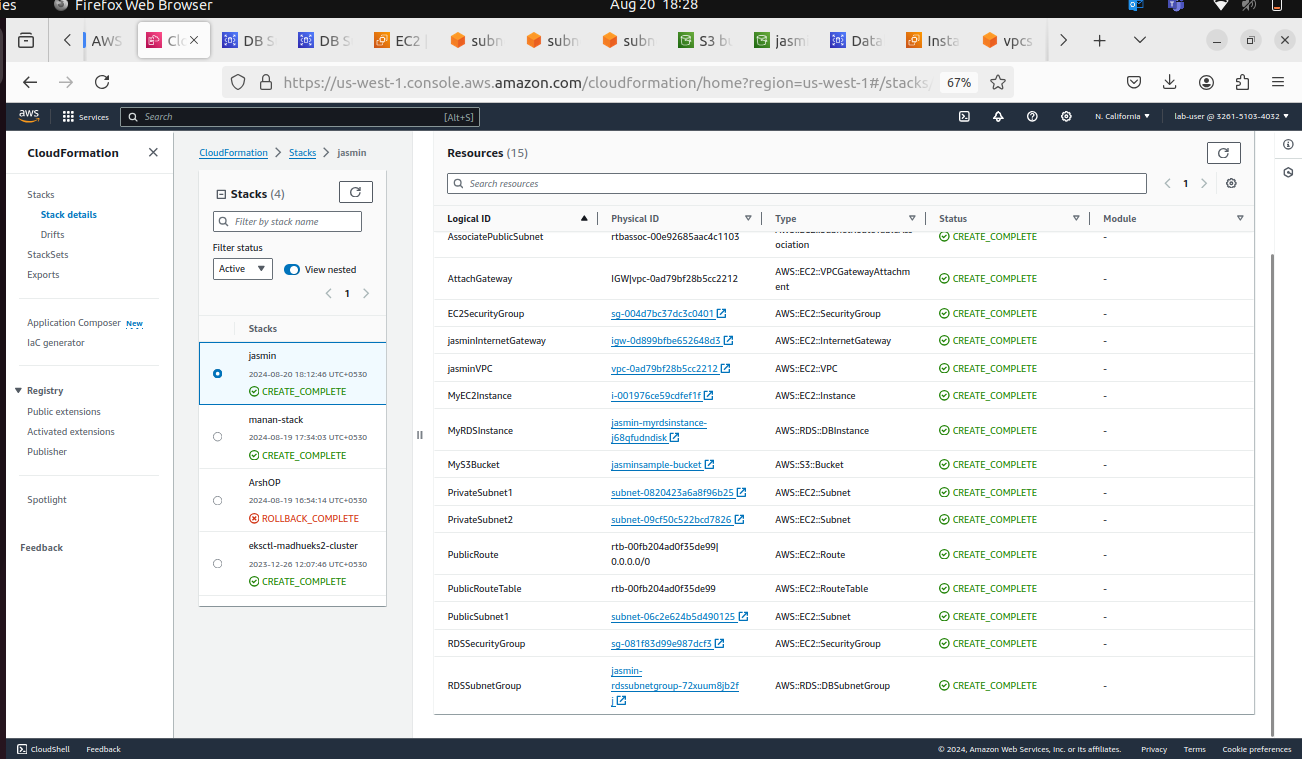 ies Firefox Web Browser Aug 20 18:28
AWS Cl DB S DB S EC2 | subn subn subn S3 bu jasmi Data Insta vpcs
https://us-west-1.console.aws.amazon.com/cloudformation/home?region=us-west-1#/stacks/ 67%
aws Services Search [Alt+S] N. California lab-user @ 3261-5103-4032
CloudFormation
Stacks
Stack details
Drifts
StackSets
Exports
Application Composer New
IaC generator
Registry
Public extensions
Activated extensions
Publisher
Spotlight
Feedback
CloudFormation > Stacks > jasmin
Stacks (4)
Filter by stack name
Filter status
Active View nested
1
Stacks
jasmin
2024-08-20 18:12:46 UTC+0530
CREATE_COMPLETE
manan-stack
2024-08-19 17:34:03 UTC+0530
CREATE_COMPLETE
ArshOP
2024-08-19 16:54:14 UTC+0530
ROLLBACK_COMPLETE
eksctl-madhueks2-cluster
2023-12-26 12:07:46 UTC+0530
CREATE_COMPLETE
Resources (15)
Search resources 1
Logical ID Physical ID Type Status Module
AssociatePublicSubnet rtbassoc-00e92685aac4c1103 ociation CREATE_COMPLETE -
AttachGateway IGW|vpc-0ad79bf28b5cc2212 AWS::EC2::VPCGatewayAttachm
ent CREATE_COMPLETE -
EC2SecurityGroup sg-004d7bc37dc3c0401 AWS::EC2::SecurityGroup CREATE_COMPLETE -
jasminInternetGateway igw-0d899bfbe652648d3 AWS::EC2::InternetGateway CREATE_COMPLETE -
jasminVPC vpc-0ad79bf28b5cc2212 AWS::EC2::VPC CREATE_COMPLETE -
MyEC2Instance i-001976ce59cdfef1f AWS::EC2::Instance CREATE_COMPLETE -
MyRDSInstance jasmin-myrdsinstance-
j68qfudndisk AWS::RDS::DBInstance CREATE_COMPLETE -
MyS3Bucket jasminsample-bucket AWS::S3::Bucket CREATE_COMPLETE -
PrivateSubnet1 subnet-0820423a6a8f96b25 AWS::EC2::Subnet CREATE_COMPLETE -
PrivateSubnet2 subnet-09cf50c522bcd7826 AWS::EC2::Subnet CREATE_COMPLETE -
PublicRoute rtb-00fb204ad0f35de99|
0.0.0.0/0 AWS::EC2::Route CREATE_COMPLETE -
PublicRouteTable rtb-00fb204ad0f35de99 AWS::EC2::RouteTable CREATE_COMPLETE -
PublicSubnet1 subnet-06c2e624b5d490125 AWS::EC2::Subnet CREATE_COMPLETE -
RDSSecurityGroup sg-081f83d99e987dcf3 AWS::EC2::SecurityGroup CREATE_COMPLETE -
RDSSubnetGroup jasmin-
rdssubnetgroup-72xuum8jb2f
j AWS::RDS::DBSubnetGroup CREATE_COMPLETE -
CloudShell Feedback © 2024, Amazon Web Services, Inc. or its affiliates. Privacy Terms Cookie preferences